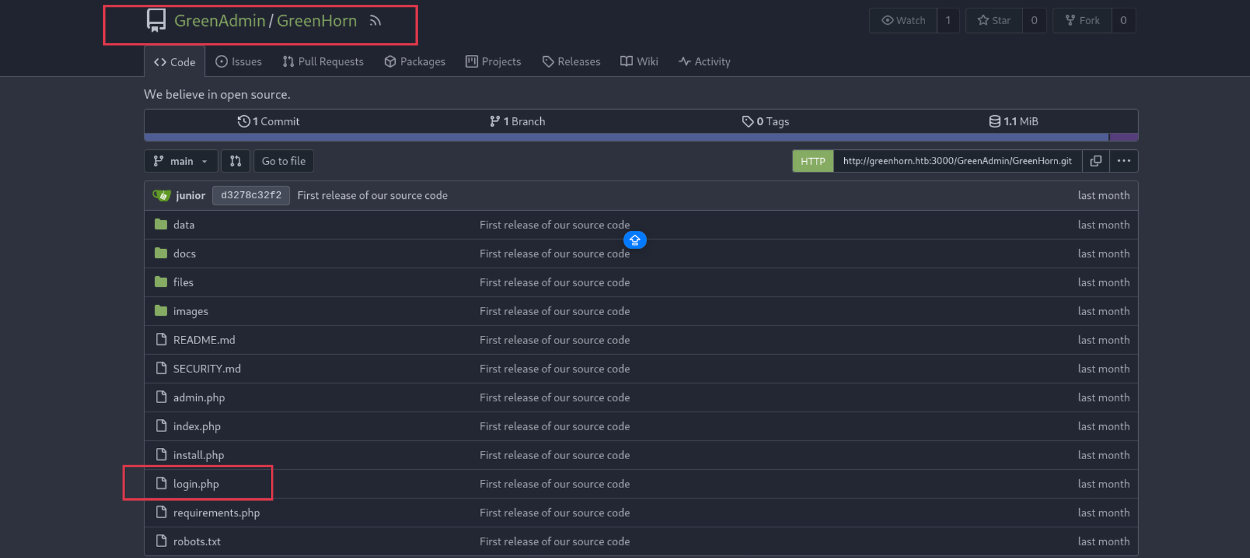 GreenAdmin / GreenHorn
Watch 1 Star 0 Fork 0
Code Issues Pull Requests Packages Projects Releases Wiki Activity
We believe in open source.
1 Commit 1 Branch 0 Tags 1.1 MiB
main Go to file HTTP http://greenhorn.htb:3000/GreenAdmin/GreenHorn.git
junior d3278c32f2 First release of our source code last month
data First release of our source code last month
docs First release of our source code last month
files First release of our source code last month
images First release of our source code last month
README.md First release of our source code last month
SECURITY.md First release of our source code last month
admin.php First release of our source code last month
index.php First release of our source code last month
install.php First release of our source code last month
login.php First release of our source code last month
requirements.php First release of our source code last month
robots.txt First release of our source code last month